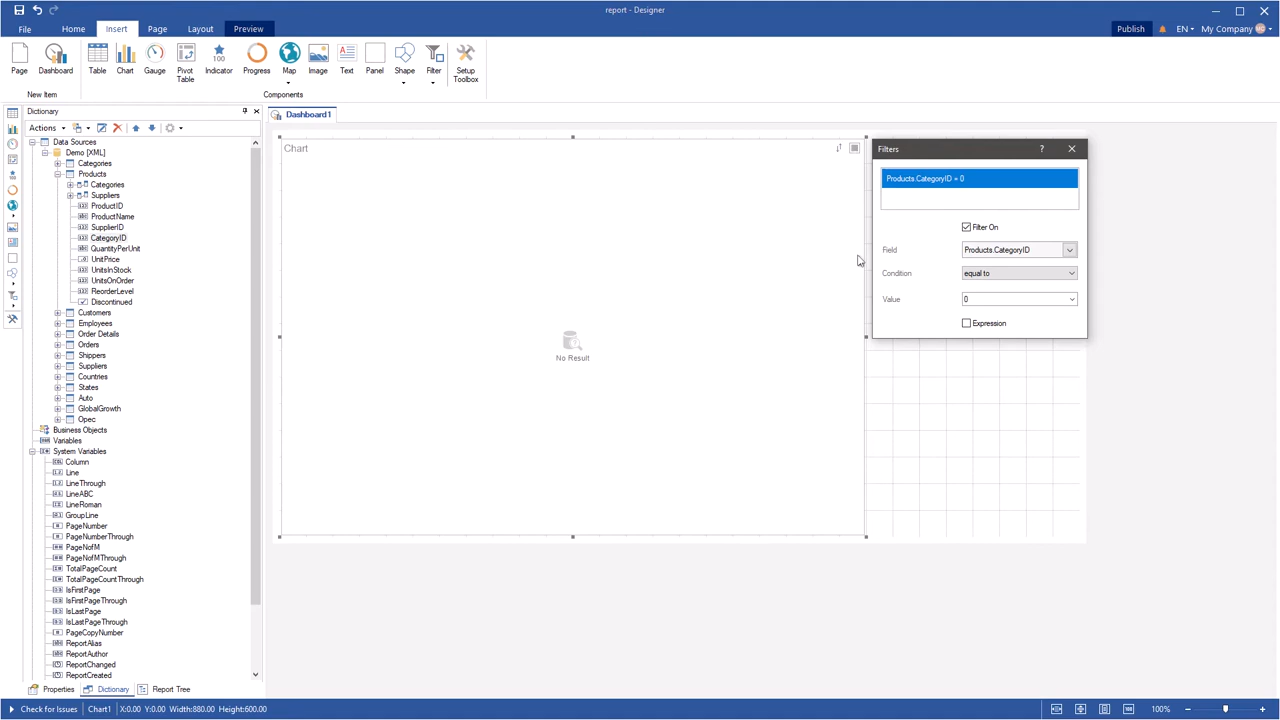 report - Designer
File
Home
Insert
Page
Layout
Preview
Publish
EN
My Company
Page
Dashboard
Table
Chart
Gauge
Pivot
Table
100
Indicator
Progress
Map
Image
Text
Panel
Shape
Filter
Setup
Toolbox
New Item
Components
Dictionary
Dashboard1
Actions
Data Sources
Demo [XML]
Categories
Products
Categories
Suppliers
ProductID
ProductName
SupplierID
CategoryID
QuantityPerUnit
UnitPrice
UnitsInStock
UnitsOnOrder
ReorderLevel
Discontinued
Customers
Employees
Order Details
Orders
Shippers
Suppliers
Countries
States
Auto
GlobalGrowth
Opec
Business Objects
Variables
System Variables
Column
Line
LineThrough
LineABC
LineRoman
GroupLine
PageNumber
PageNumberThrough
PageNofM
PageNofMThrough
TotalPageCount
TotalPageCountThrough
IsFirstPage
IsFirstPageThrough
IsLastPage
IsLastPageThrough
PageCopyNumber
ReportAlias
ReportAuthor
ReportChanged
ReportCreated
Chart
No Result
Filters
?
Products.CategoryID = 0
Filter On
Field
Products.CategoryID
Condition
equal to
Value
0
Expression
Properties
Dictionary
Report Tree
Check for Issues
Chart1
X:0.00 Y:0.00 Width:880.00 Height:600.00
100%